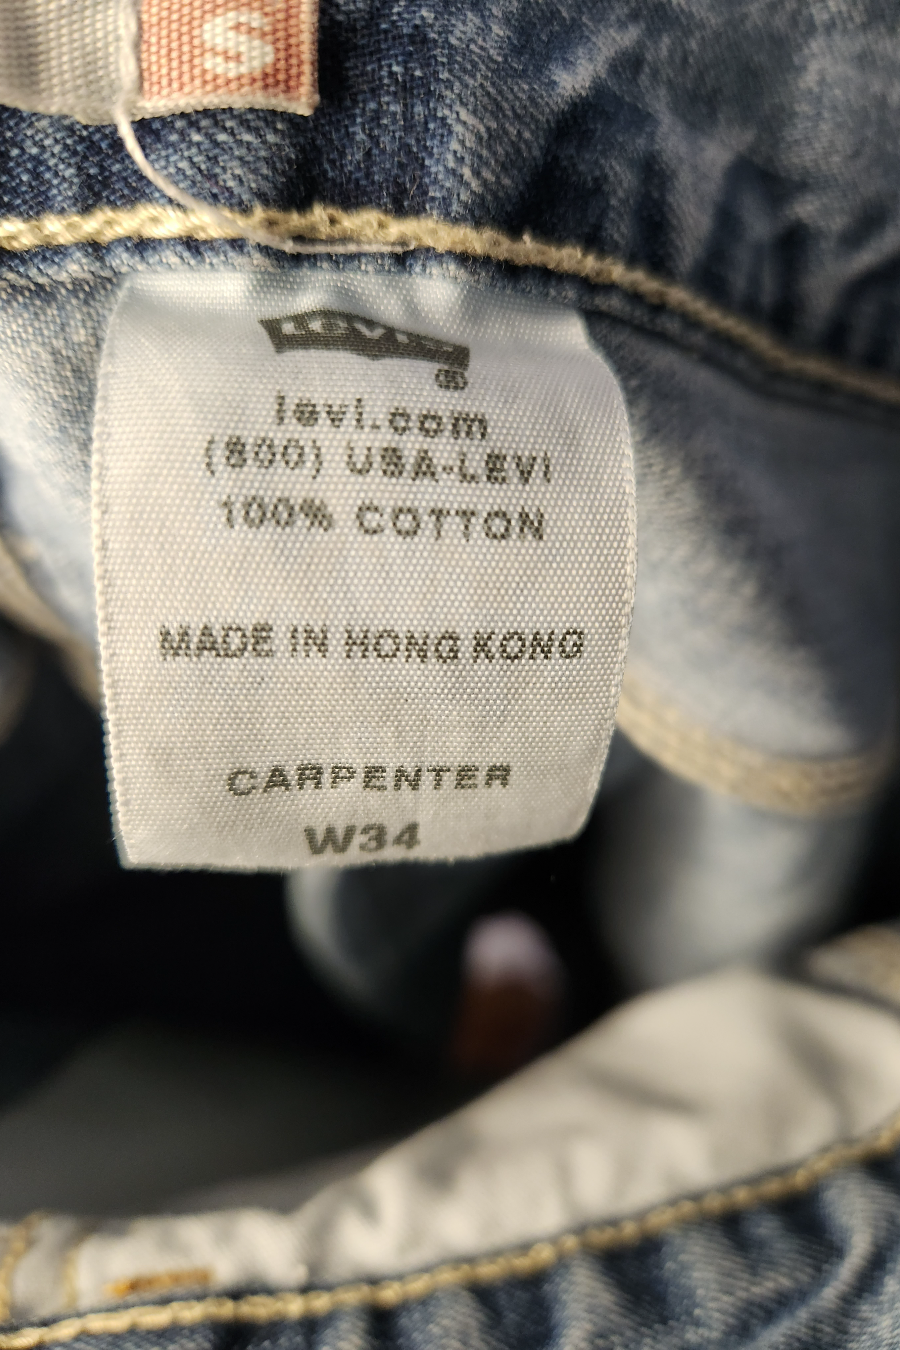 S
LEVI'S
®
levi.com
(800) USA-LEVI
100% COTTON
MADE IN HONG KONG
CARPENTER
W34